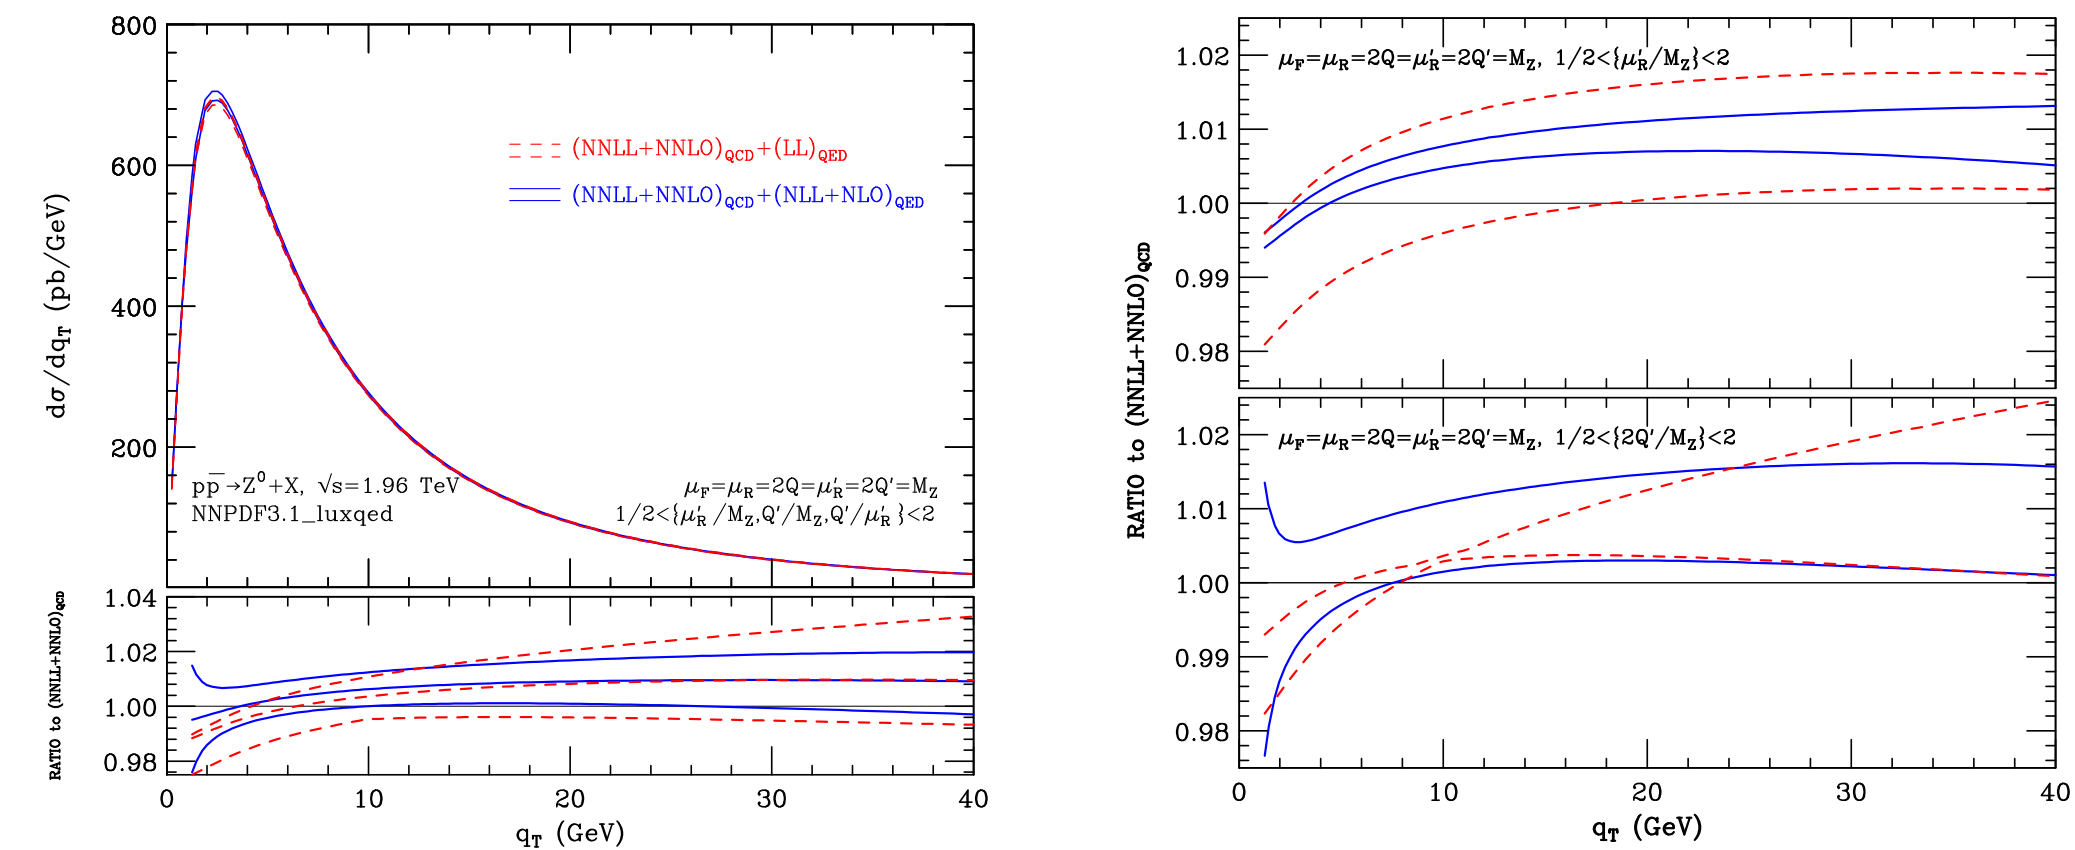 800
600
400
200
dσ/dq_T (pb/GeV)
(NNLL+NNLO)_QCD+(LL)_QED
(NNLL+NNLO)_QCD+(NLL+NLO)_QED
pp̅→Z⁰+X, √s=1.96 TeV
NNPDF3.1_luxqed
μ_F=μ_R=2Q=μ′_R=2Q′=M_Z
1/2<{μ′_R/M_Z,Q′/M_Z,Q′/μ′_R}<2
1.04
1.02
1.00
0.98
RATIO to (NNLL+NNLO)_QCD
0 10 20 30 40
q_T (GeV)
μ_F=μ_R=2Q=μ′_R=2Q′=M_Z, 1/2<{μ′_R/M_Z}<2
1.02
1.01
1.00
0.99
0.98
RATIO to (NNLL+NNLO)_QCD
μ_F=μ_R=2Q=μ′_R=2Q′=M_Z, 1/2<{2Q′/M_Z}<2
1.02
1.01
1.00
0.99
0.98
0 10 20 30 40
q_T (GeV)